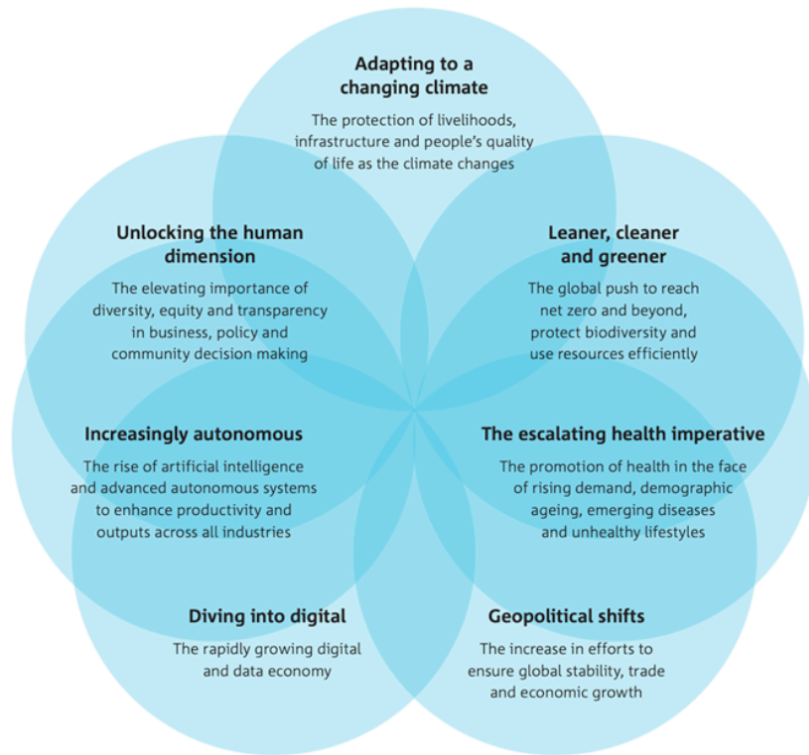 Adapting to a
changing climate
The protection of livelihoods,
infrastructure and people's quality
of life as the climate changes
Unlocking the human
dimension
The elevating importance of
diversity, equity and transparency
in business, policy and
community decision making
Leaner, cleaner
and greener
The global push to reach
net zero and beyond,
protect biodiversity and
use resources efficiently
Increasingly autonomous
The rise of artificial intelligence
and advanced autonomous systems
to enhance productivity and
outputs across all industries
The escalating health imperative
The promotion of health in the face
of rising demand, demographic
ageing, emerging diseases
and unhealthy lifestyles
Diving into digital
The rapidly growing digital
and data economy
Geopolitical shifts
The increase in efforts to
ensure global stability, trade
and economic growth